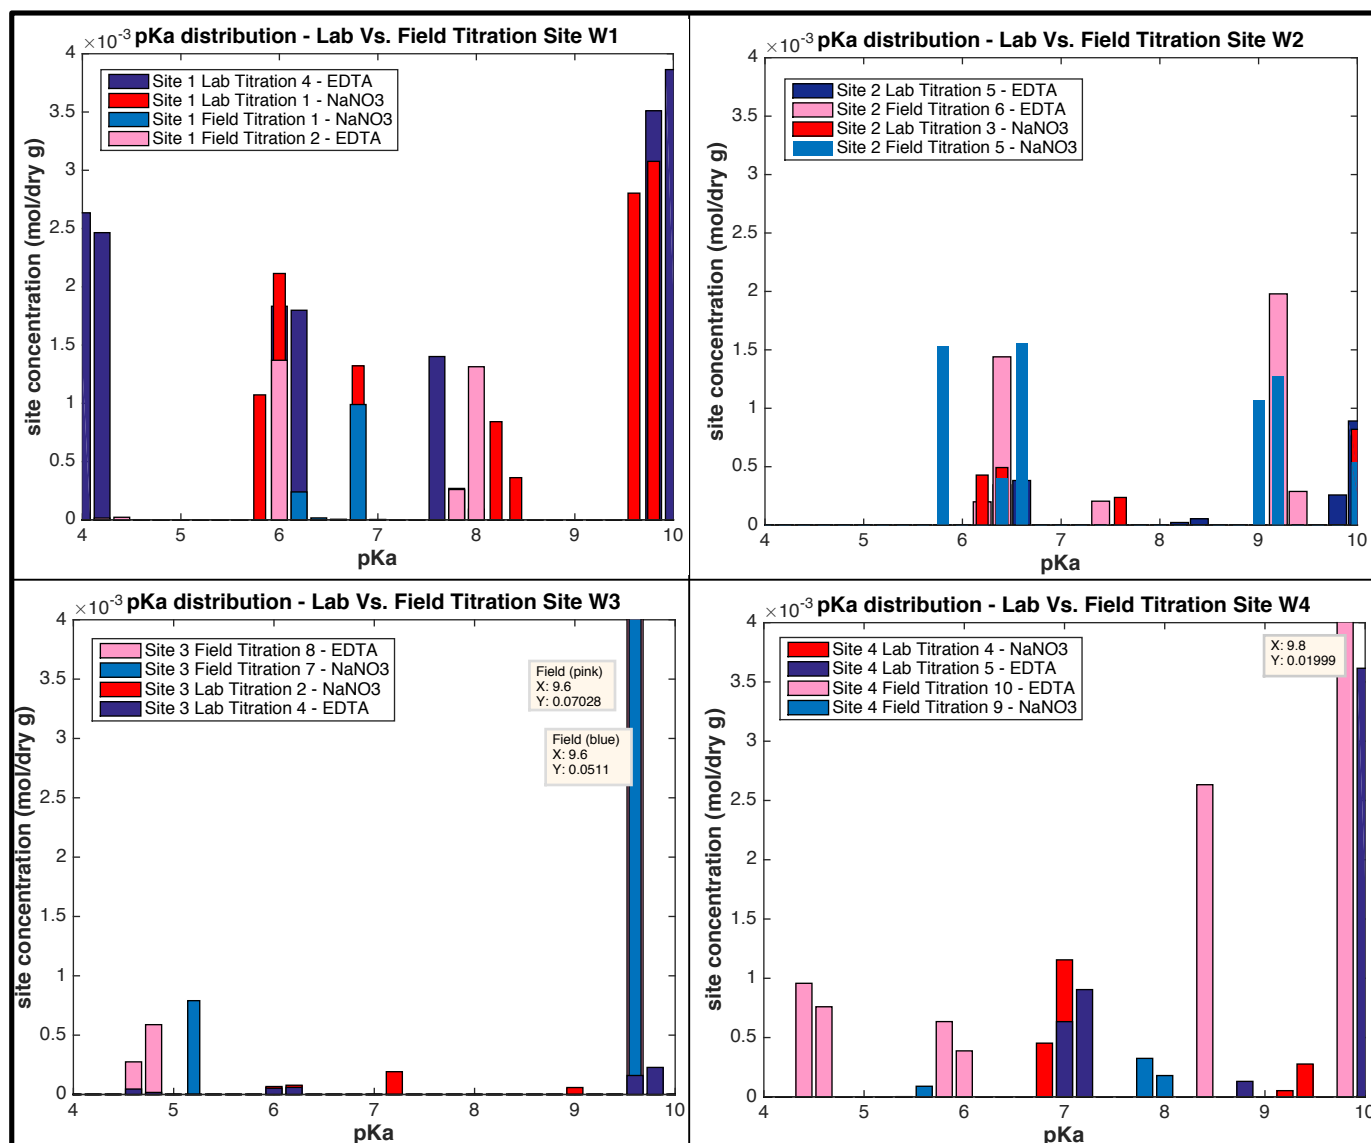 ×10-3 pKa distribution - Lab Vs. Field Titration Site W1
Site 1 Lab Titration 4 - EDTA
Site 1 Lab Titration 1 - NaNO3
Site 1 Field Titration 1 - NaNO3
Site 1 Field Titration 2 - EDTA
site concentration (mol/dry g)
4
3.5
3
2.5
2
1.5
1
0.5
0
4 5 6 7 8 9 10
pKa
×10-3 pKa distribution - Lab Vs. Field Titration Site W2
Site 2 Lab Titration 5 - EDTA
Site 2 Field Titration 6 - EDTA
Site 2 Lab Titration 3 - NaNO3
Site 2 Field Titration 5 - NaNO3
site concentration (mol/dry g)
4
3.5
3
2.5
2
1.5
1
0.5
0
4 5 6 7 8 9 10
pKa
×10-3 pKa distribution - Lab Vs. Field Titration Site W3
Site 3 Field Titration 8 - EDTA
Site 3 Field Titration 7 - NaNO3
Site 3 Lab Titration 2 - NaNO3
Site 3 Lab Titration 4 - EDTA
Field (pink)
X: 9.6
Y: 0.07028
Field (blue)
X: 9.6
Y: 0.0511
site concentration (mol/dry g)
4
3.5
3
2.5
2
1.5
1
0.5
0
4 5 6 7 8 9 10
pKa
×10-3 pKa distribution - Lab Vs. Field Titration Site W4
Site 4 Lab Titration 4 - NaNO3
Site 4 Lab Titration 5 - EDTA
Site 4 Field Titration 10 - EDTA
Site 4 Field Titration 9 - NaNO3
X: 9.8
Y: 0.01999
site concentration (mol/dry g)
4
3.5
3
2.5
2
1.5
1
0.5
0
4 5 6 7 8 9 10
pKa